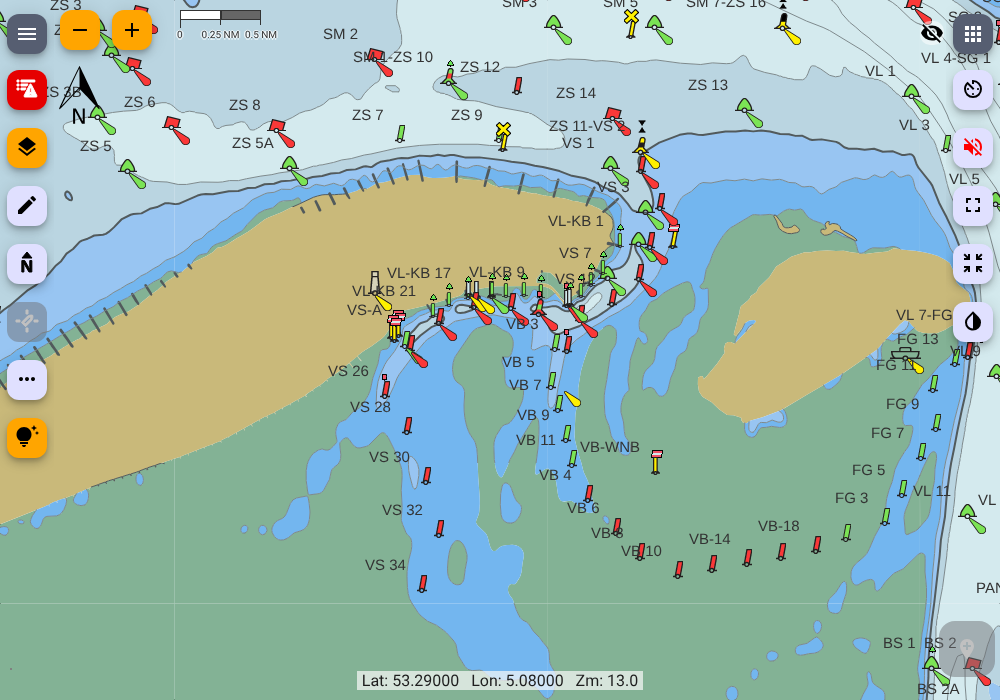 ZS 3
SM 3
SM 5
SM 7-ZS 16
0
0.25 NM
0.5 NM
SM 2
SM 1-ZS 10
ZS 12
VL 4-SG 1
VL 1
ZS 3B
ZS 6
ZS 8
ZS 14
ZS 13
N
ZS 7
ZS 9
VL 3
ZS 5
ZS 5A
VS 1
VL 5
VS 3
VL-KB 1
VS 7
VL-KB 17
VL-KB 9
VL-KB 21
VS-A
VL 7-FG
VB 3
FG 13
VL 9
VB 5
VS 26
VB 7
VS 28
VB 9
FG 9
VB 11
VB-WNB
FG 7
VS 30
VB 4
FG 5
VL 11
FG 3
VL
VS 32
VB 6
VB-8
VB-14
VB-18
VB 10
VS 34
PAN
BS 1
BS 2
Lat: 53.29000 Lon: 5.08000 Zm: 13.0
BS 2A